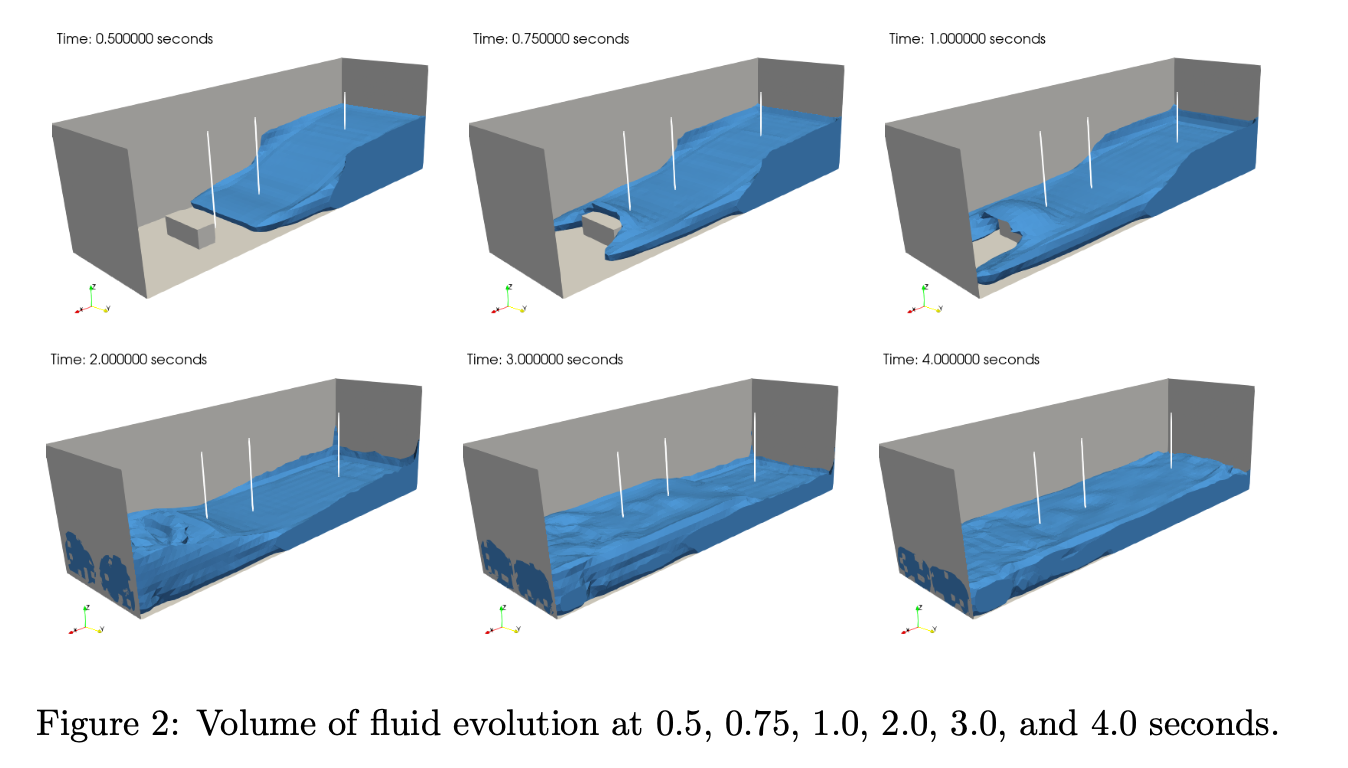 Time: 0.500000 seconds
Time: 0.750000 seconds
Time: 1.000000 seconds
Z
X
Y
Z
X
Y
Z
X
Y
Time: 2.000000 seconds
Time: 3.000000 seconds
Time: 4.000000 seconds
Z
X
Y
Z
X
Y
Z
X
Y
Figure 2: Volume of fluid evolution at 0.5, 0.75, 1.0, 2.0, 3.0, and 4.0 seconds.